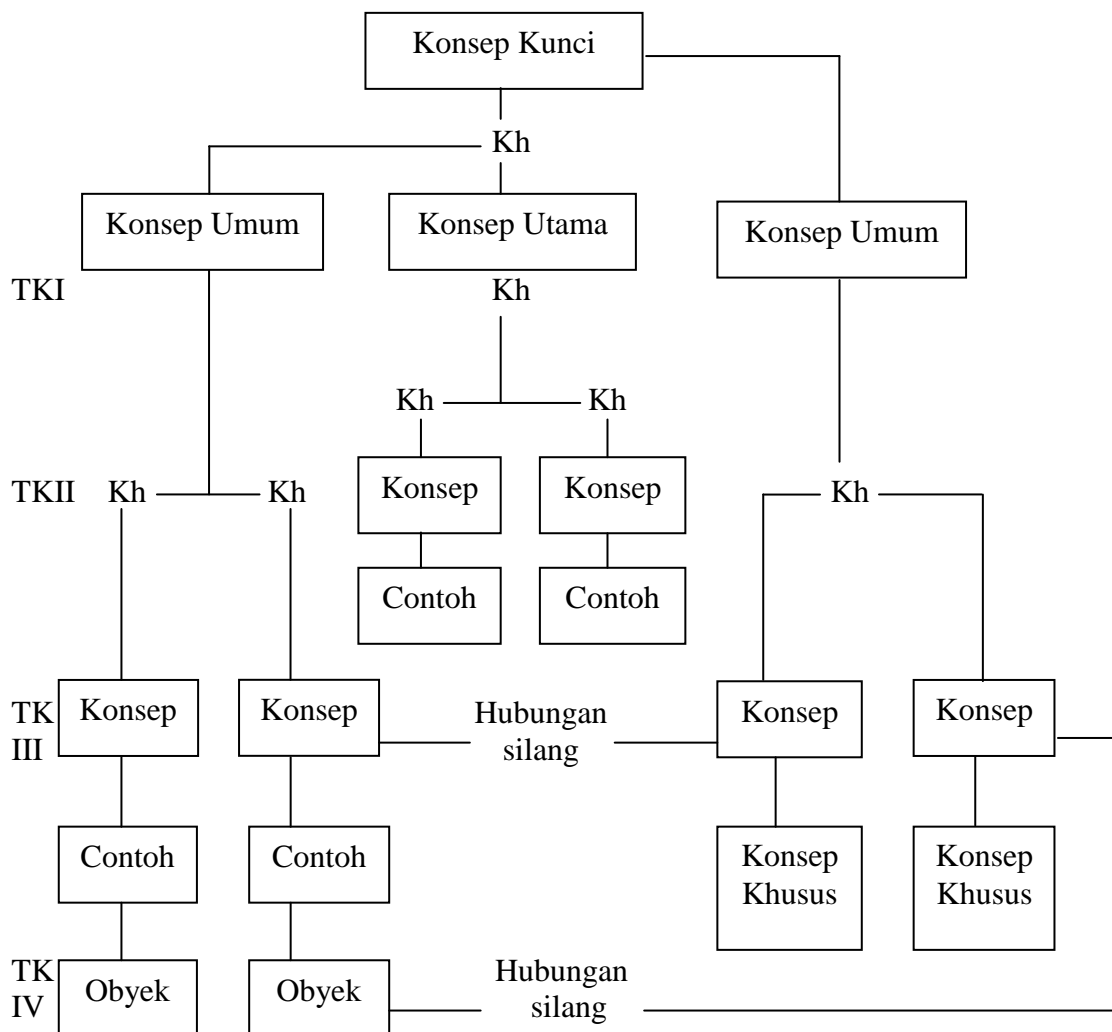 Konsep Kunci
Kh
Konsep Umum
Konsep Utama
Konsep Umum
TKI
Kh
Kh
Kh
TKII
Kh
Kh
Konsep
Konsep
Kh
Contoh
Contoh
TK
III
Konsep
Konsep
Hubungan
silang
Konsep
Konsep
Contoh
Contoh
Konsep
Khusus
Konsep
Khusus
TK
IV
Obyek
Obyek
Hubungan
silang